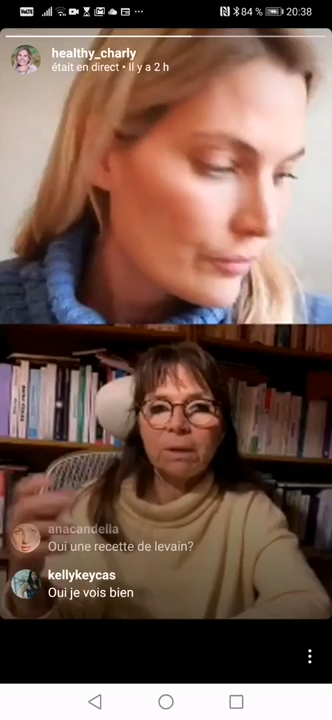 84 % 20:38
healthy_charly
était en direct • Il y a 2 h
anacandella
Oui une recette de levain?
kellykeycas
Oui je vois bien